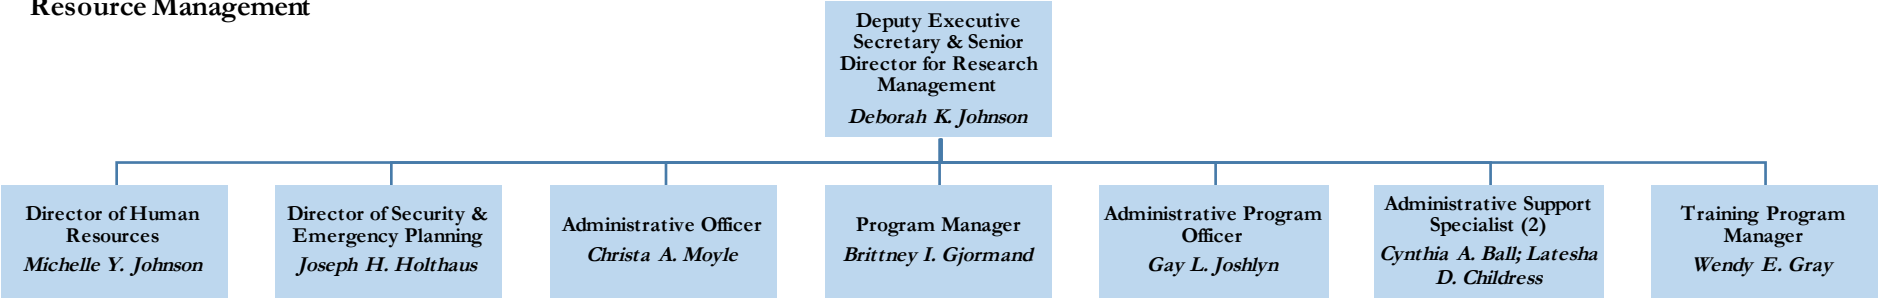 Resource Management
Deputy Executive
Secretary & Senior
Director for Research
Management
Deborah K. Johnson
Director of Human
Resources
Michelle Y. Johnson
Director of Security &
Emergency Planning
Joseph H. Holthaus
Administrative Officer
Christa A. Moyle
Program Manager
Brittney I. Gjormand
Administrative Program
Officer
Gay L. Joshlyn
Administrative Support
Specialist (2)
Cynthia A. Ball; Latesha
D. Childress
Training Program
Manager
Wendy E. Gray